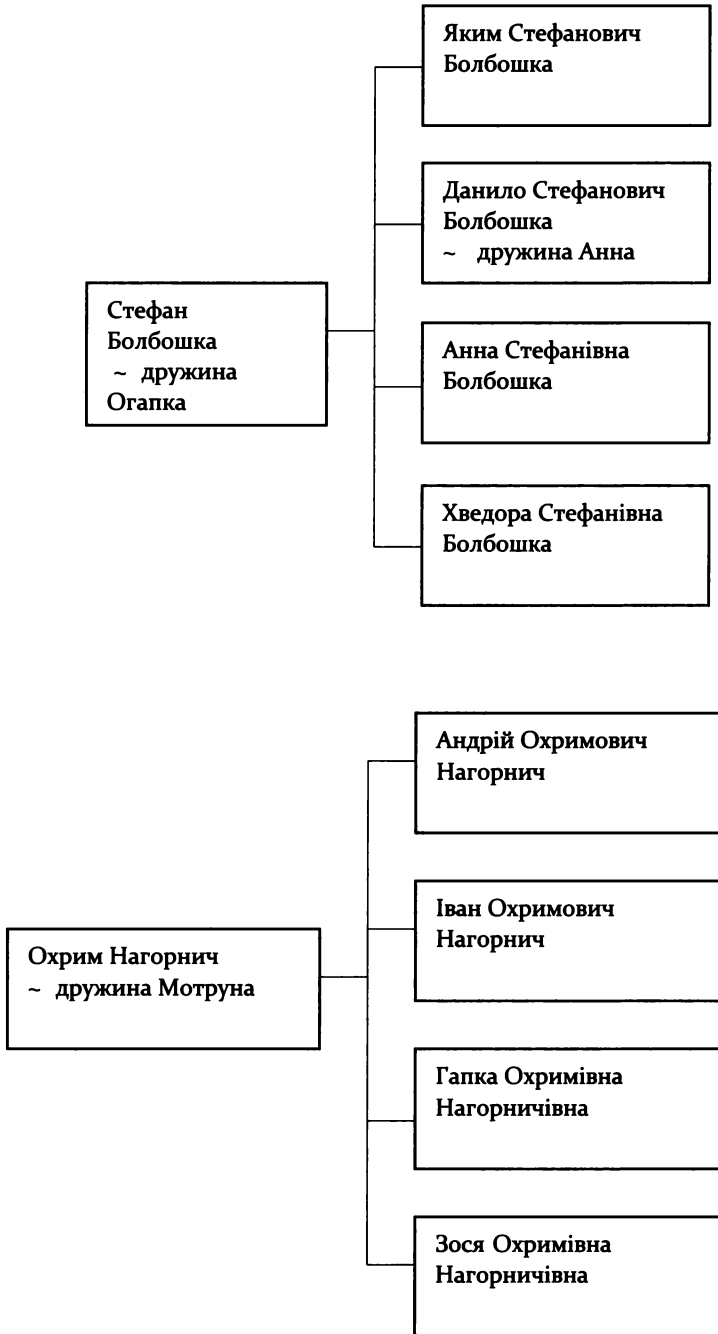 Яким Стефанович
Болбошка
Данило Стефанович
Болбошка
~ дружина Анна
Стефан
Болбошка
~ дружина
Огапка
Анна Стефанівна
Болбошка
Хведора Стефанівна
Болбошка
Андрій Охримович
Нагорнич
Іван Охримович
Нагорнич
Охрим Нагорнич
~ дружина Мотруна
Гапка Охримівна
Нагорничівна
Зося Охримівна
Нагорничівна